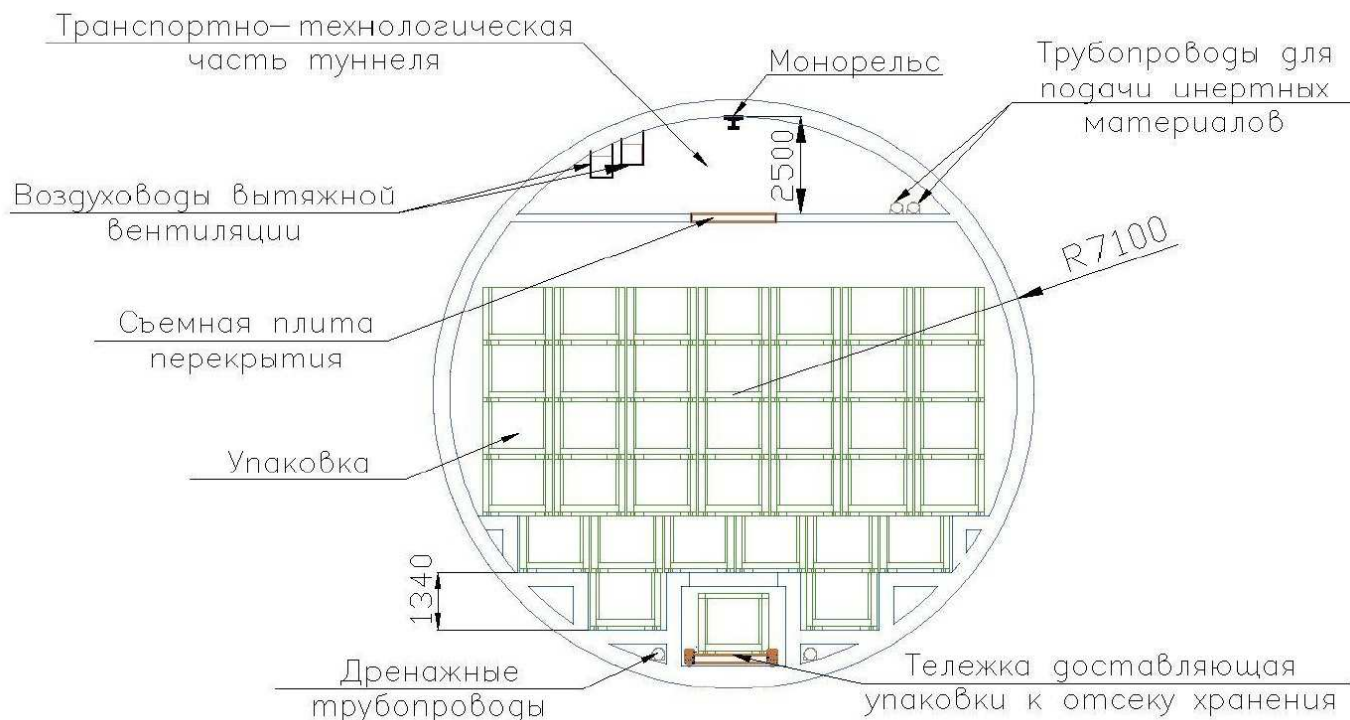 Транспортно-технологическая
часть туннеля
Монорельс
Трубопроводы для
подачи инертных
материалов
2500
Воздуховоды вытяжной
вентиляции
R7100
Съемная плита
перекрытия
Упаковка
1340
Дренажные
трубопроводы
Тележка доставляющая
упаковки к отсеку хранения